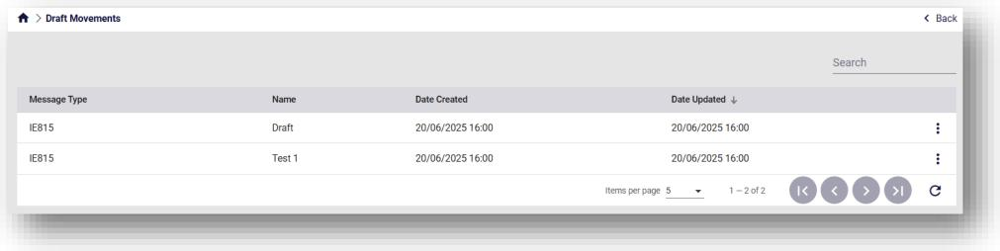 > Draft Movements < Back
Search
Message Type Name Date Created Date Updated ↓
IE815 Draft 20/06/2025 16:00 20/06/2025 16:00
IE815 Test 1 20/06/2025 16:00 20/06/2025 16:00
Items per page 5 1 – 2 of 2